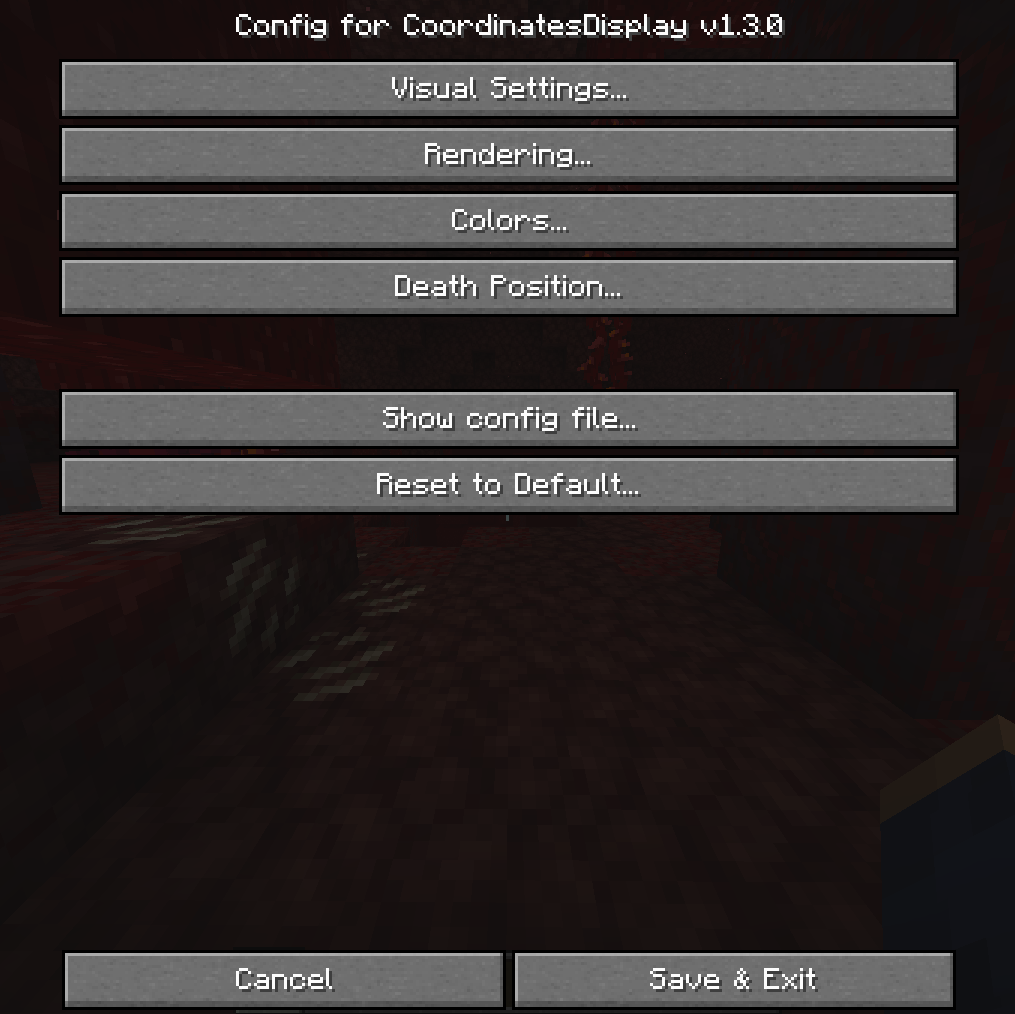 Config for CoordinatesDisplay v1.3.0
Visual Settings...
Rendering...
Colors...
Death Position...
Show config file...
Reset to Default...
Cancel
Save & Exit